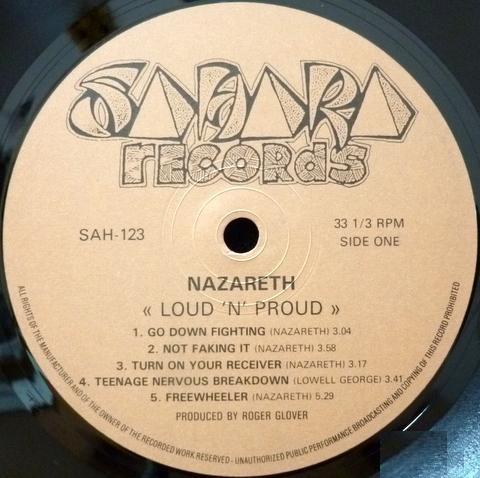 SAHARA
records
SAH-123
33 1/3 RPM
SIDE ONE
NAZARETH
« LOUD 'N' PROUD »
1. GO DOWN FIGHTING (NAZARETH) 3.04
2. NOT FAKING IT (NAZARETH) 3.58
3. TURN ON YOUR RECEIVER (NAZARETH) 3.17
4. TEENAGE NERVOUS BREAKDOWN (LOWELL GEORGE) 3.41
5. FREEWHEELER (NAZARETH) 5.29
PRODUCED BY ROGER GLOVER
ALL RIGHTS OF THE MANUFACTURER AND OF THE OWNER OF THE RECORDED WORK RESERVED - UNAUTHORIZED PUBLIC PERFORMANCE BROADCASTING AND COPYING OF THIS RECORD PROHIBITED